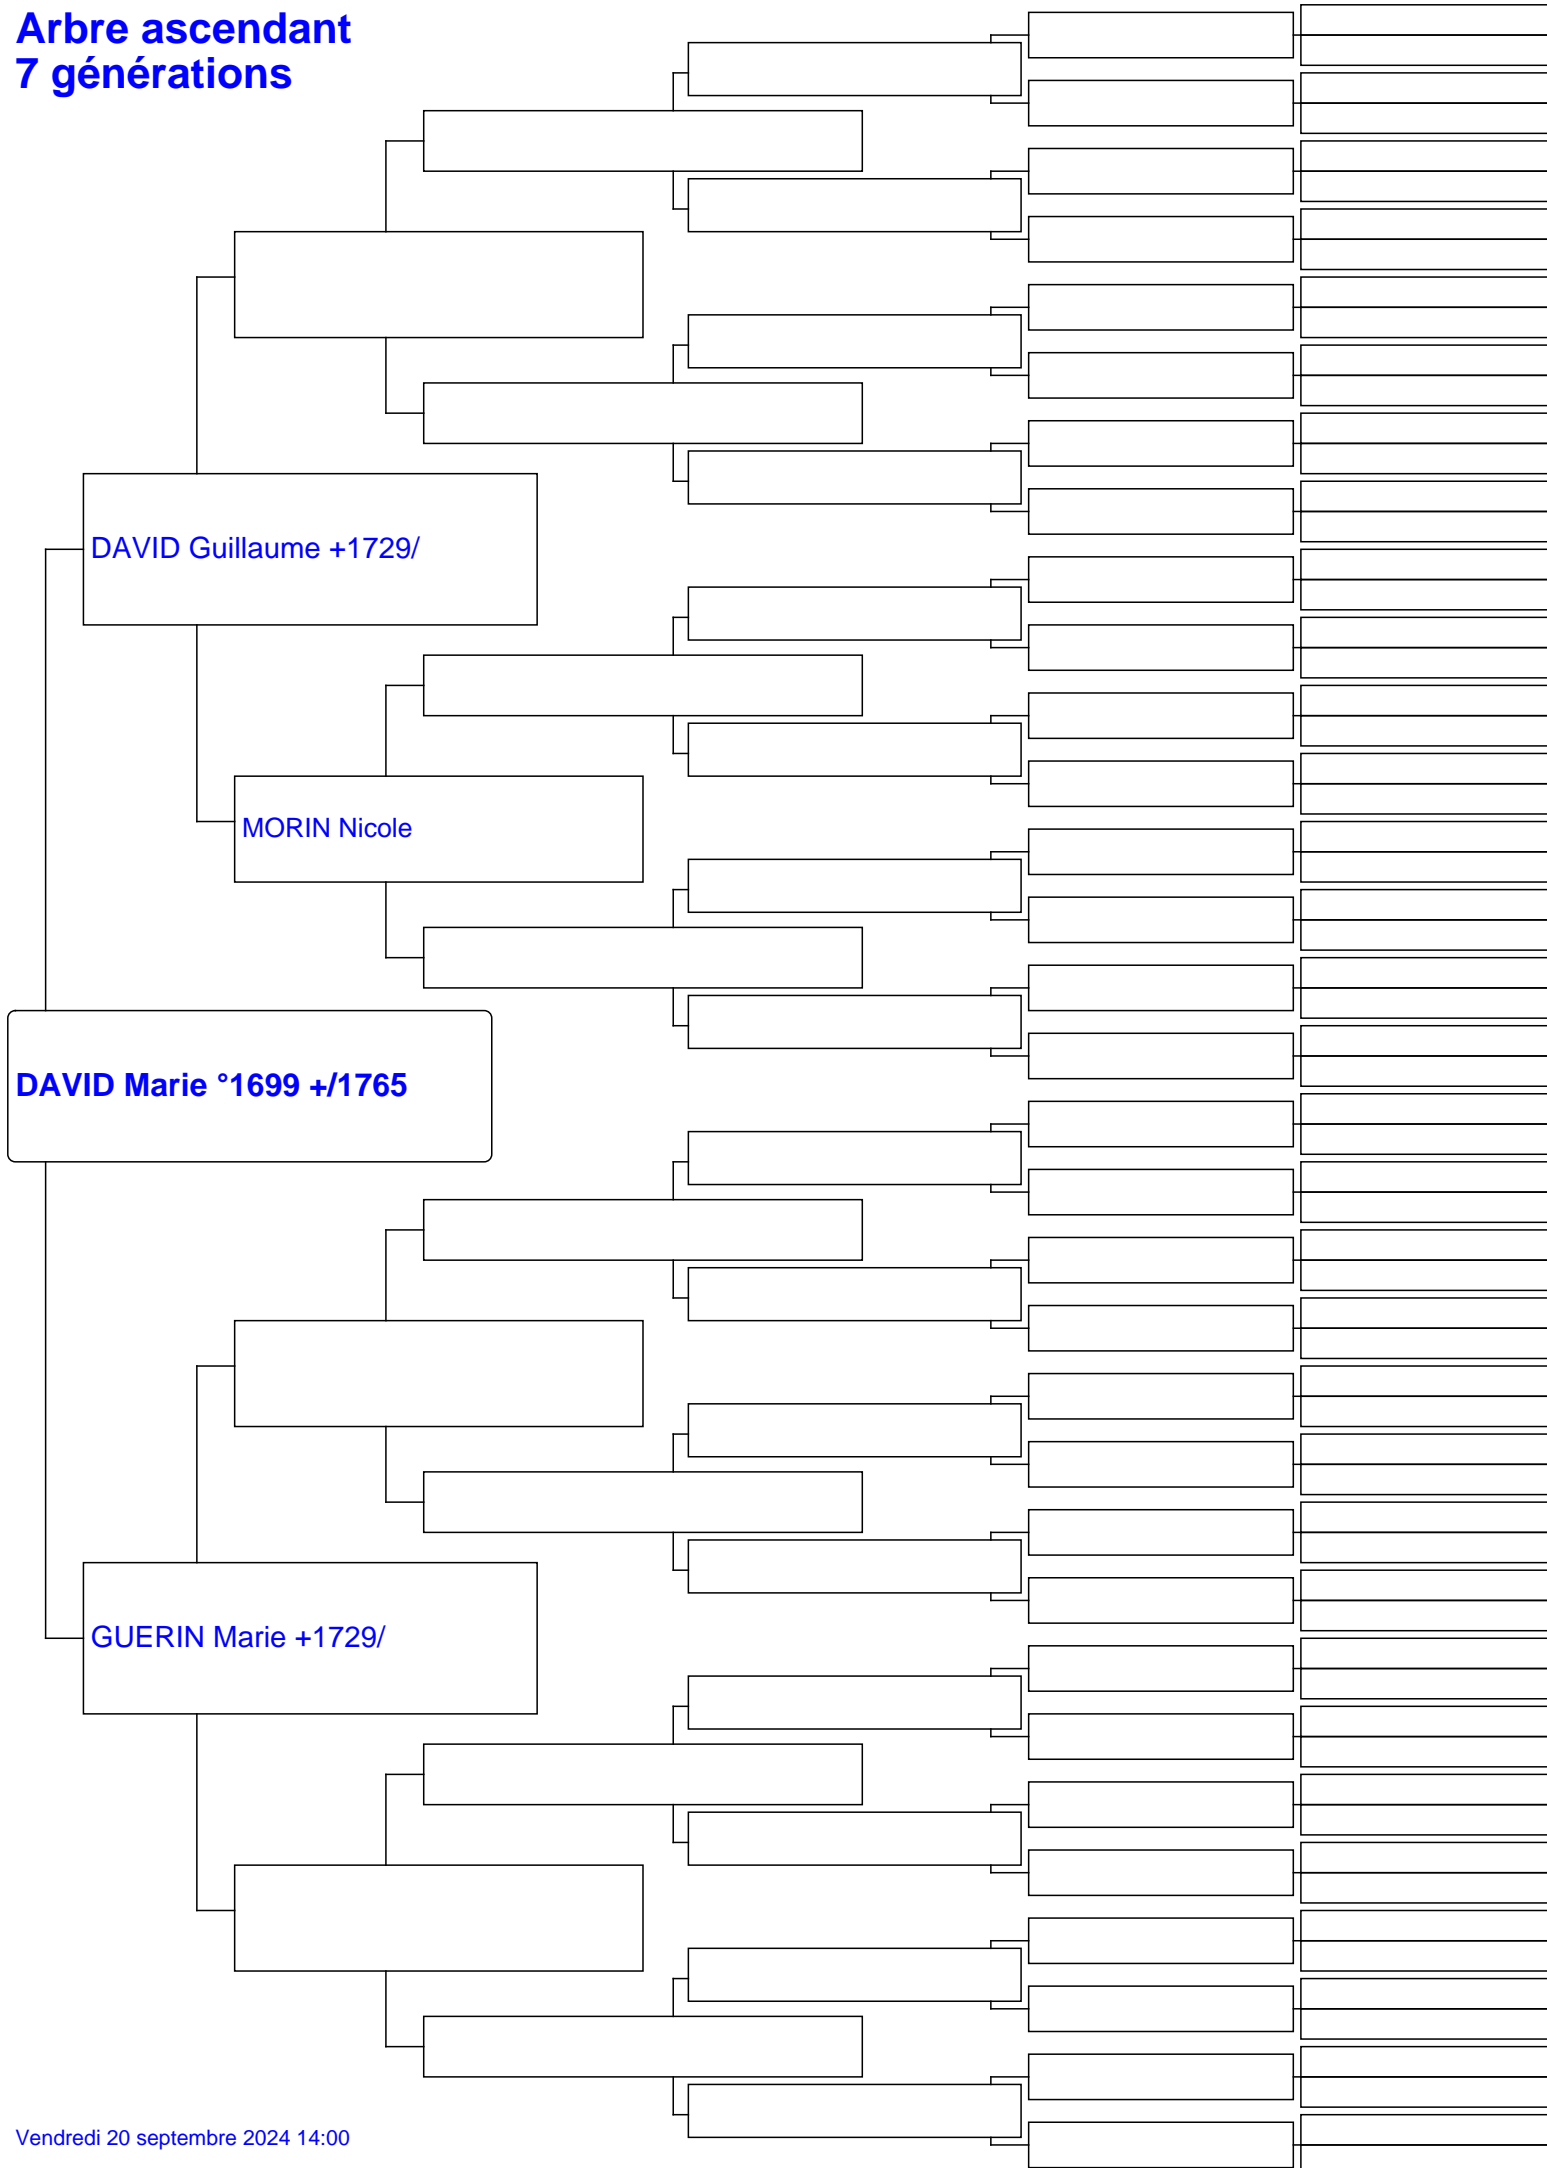 Arbre ascendant
7 générations
DAVID Guillaume +1729/
MORIN Nicole
DAVID Marie °1699 +/1765
GUERIN Marie +1729/
Vendredi 20 septembre 2024 14:00